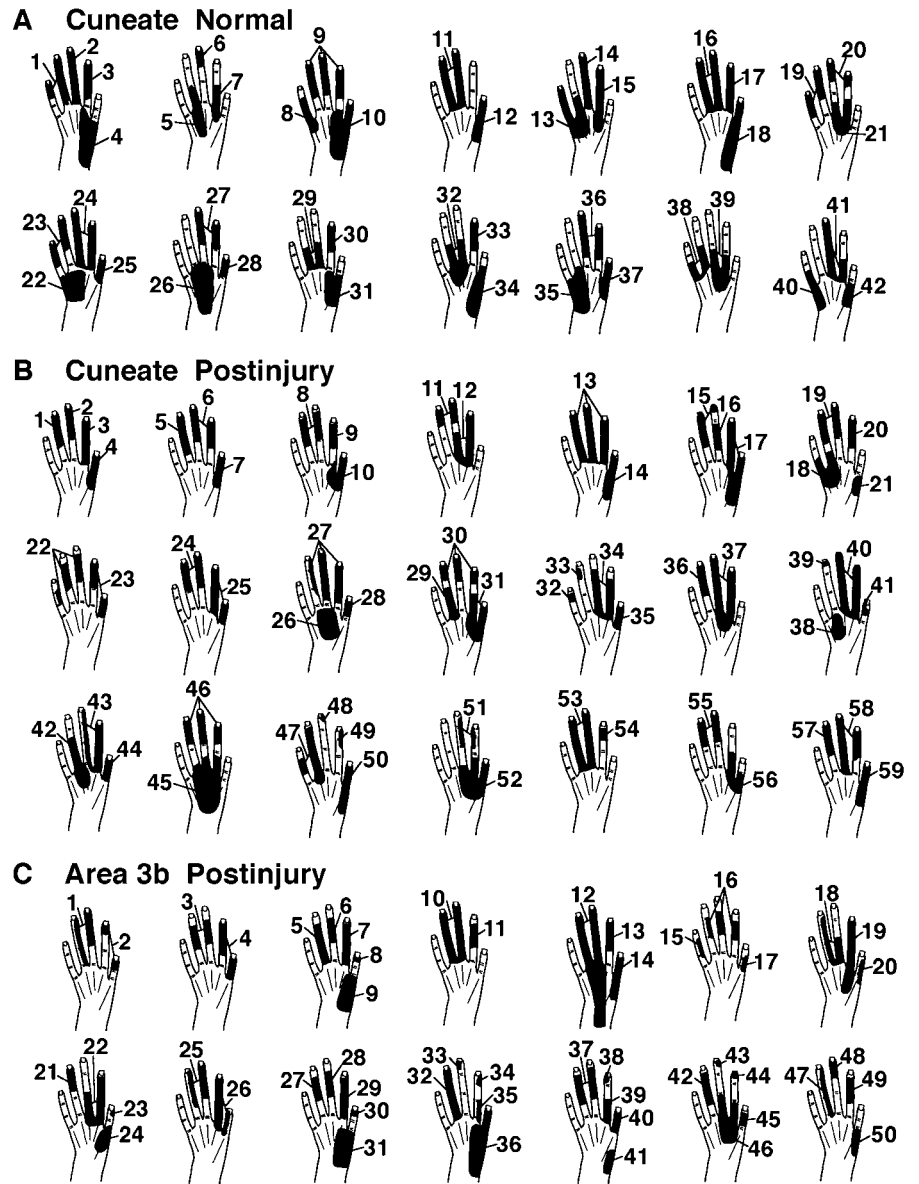 A Cuneate Normal
1 2 3 4 5 6 7 8 9 10 11 12 13 14 15 16 17 18 19 20 21
22 23 24 25 26 27 28 29 30 31 32 33 34 35 36 37 38 39 40 41 42
B Cuneate Postinjury
1 2 3 4 5 6 7 8 9 10 11 12 13 14 15 16 17 18 19 20 21
22 23 24 25 26 27 28 29 30 31 32 33 34 35 36 37 38 39 40 41
42 43 44 45 46 47 48 49 50 51 52 53 54 55 56 57 58 59
C Area 3b Postinjury
1 2 3 4 5 6 7 8 9 10 11 12 13 14 15 16 17 18 19 20
21 22 23 24 25 26 27 28 29 30 31 32 33 34 35 36 37 38 39 40 41 42 43 44 45 46 47 48 49 50